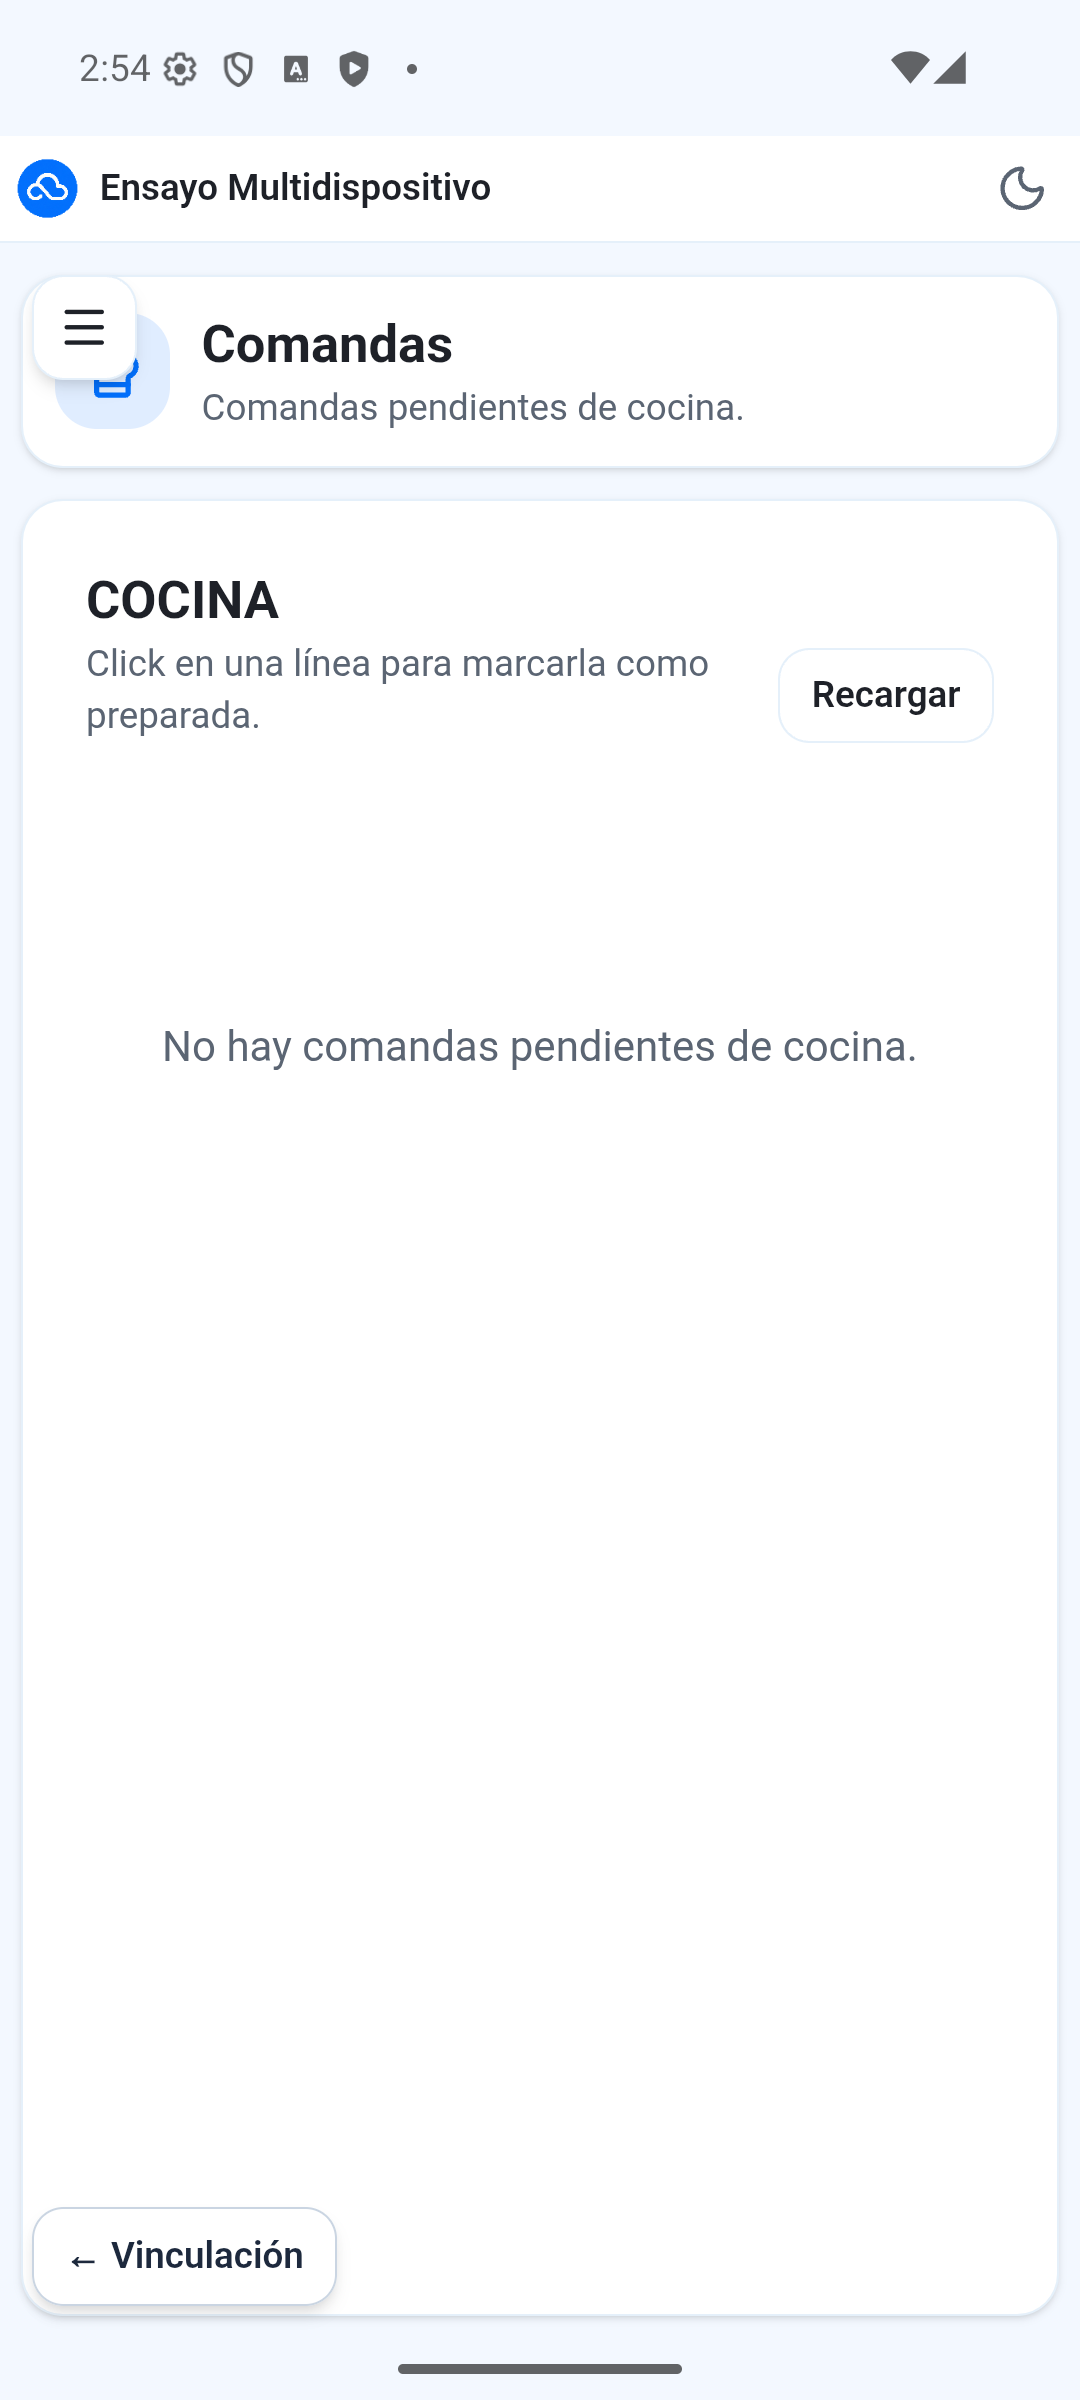 2:54
Ensayo Multidispositivo
Comandas
Comandas pendientes de cocina.
COCINA
Click en una línea para marcarla como
preparada.
Recargar
No hay comandas pendientes de cocina.
← Vinculación